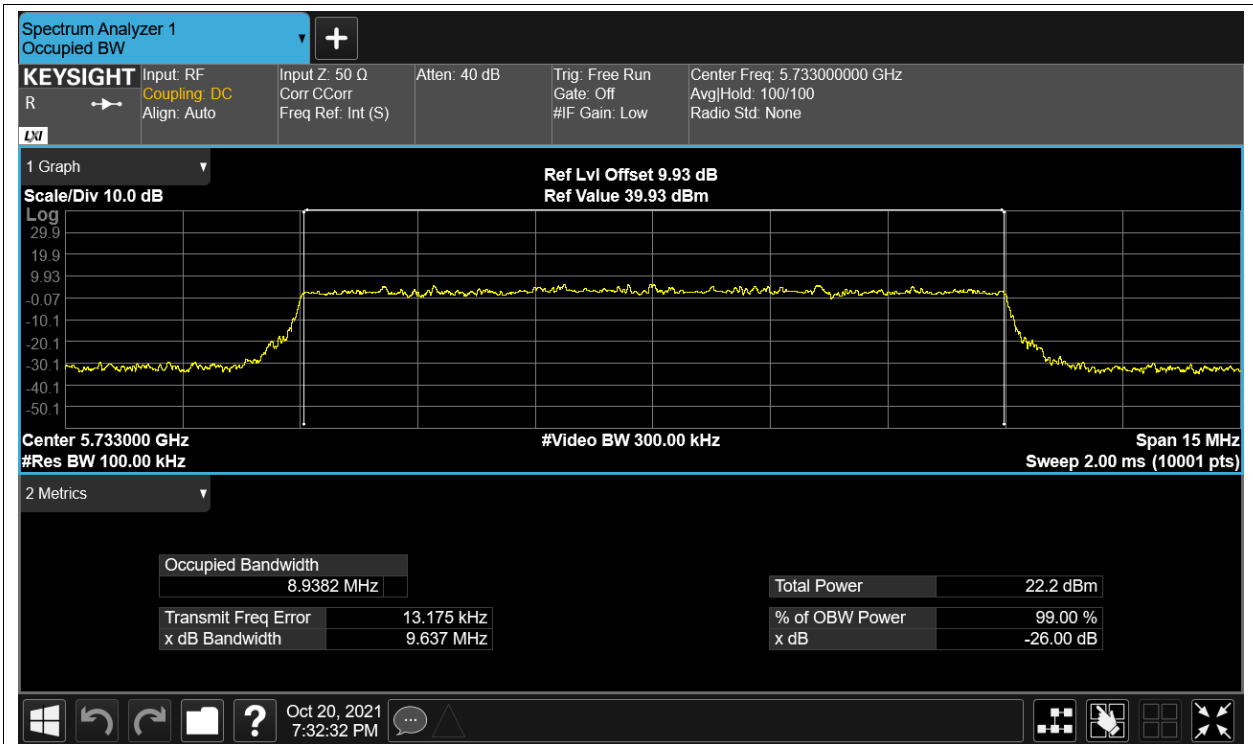 Spectrum Analyzer 1
Occupied BW
KEYSIGHT Input: RF Input Z: 50 Ω Atten: 40 dB Trig: Free Run Center Freq: 5.733000000 GHz
R Coupling: DC Corr CCorr Gate: Off Avg|Hold: 100/100
Align: Auto Freq Ref: Int (S) #IF Gain: Low Radio Std: None
LXI
1 Graph
Ref Lvl Offset 9.93 dB
Scale/Div 10.0 dB Ref Value 39.93 dBm
Log
29.9
19.9
9.93
-0.07
-10.1
-20.1
-30.1
-40.1
-50.1
Center 5.733000 GHz #Video BW 300.00 kHz Span 15 MHz
#Res BW 100.00 kHz Sweep 2.00 ms (10001 pts)
2 Metrics
Occupied Bandwidth
8.9382 MHz Total Power 22.2 dBm
Transmit Freq Error 13.175 kHz % of OBW Power 99.00 %
x dB Bandwidth 9.637 MHz x dB -26.00 dB
? Oct 20, 2021
7:32:32 PM